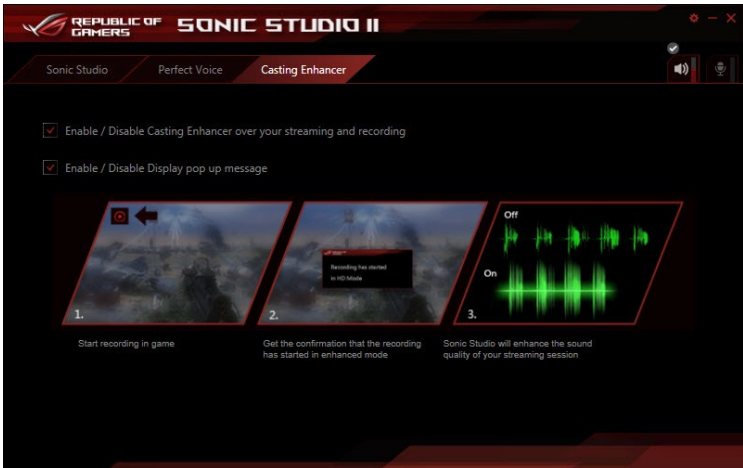 REPUBLIC OF
GAMERS
SONIC STUDIO II
Sonic Studio
Perfect Voice
Casting Enhancer
Enable / Disable Casting Enhancer over your streaming and recording
Enable / Disable Display pop up message
1.
Recording has started
in HD Mode
2.
Off
On
3.
Start recording in game
Get the confirmation that the recording
has started in enhanced mode
Sonic Studio will enhance the sound
quality of your streaming session